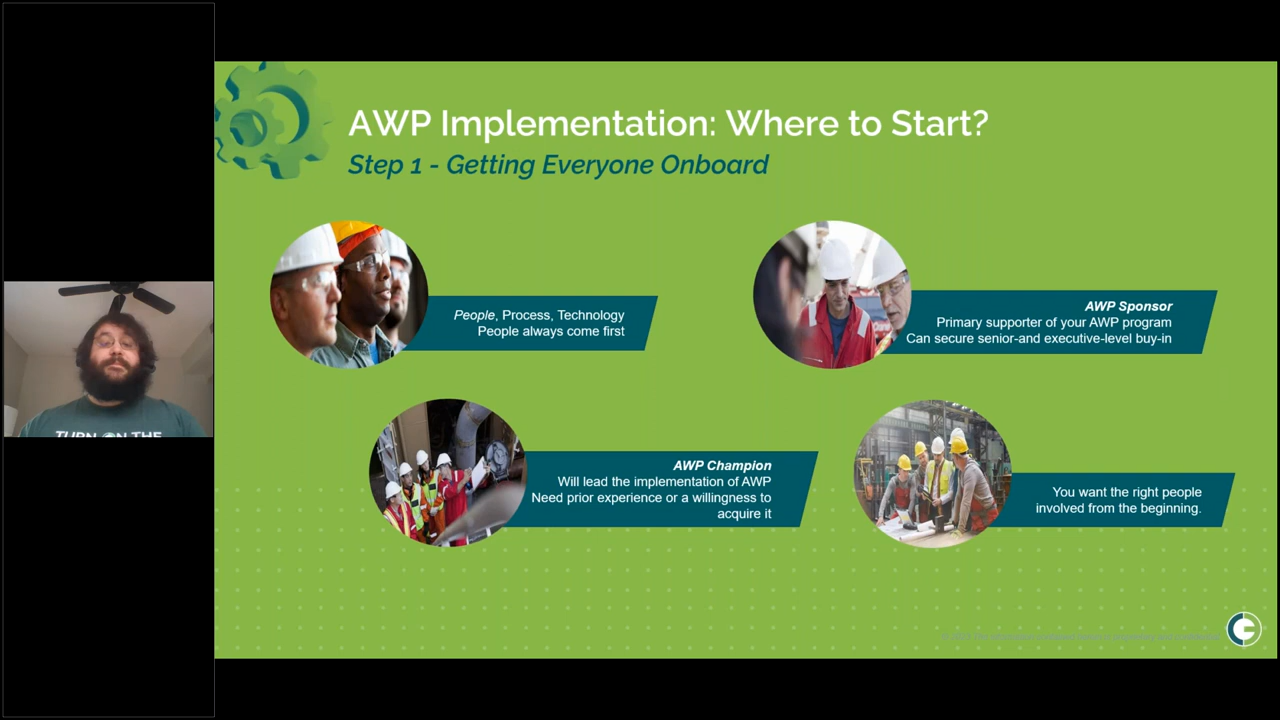 AWP Implementation: Where to Start?
Step 1 - Getting Everyone Onboard
People, Process, Technology
People always come first
AWP Sponsor
Primary supporter of your AWP program
Can secure senior-and executive-level buy-in
AWP Champion
Will lead the implementation of AWP
Need prior experience or a willingness to
acquire it
You want the right people
involved from the beginning.
TURN ON THE